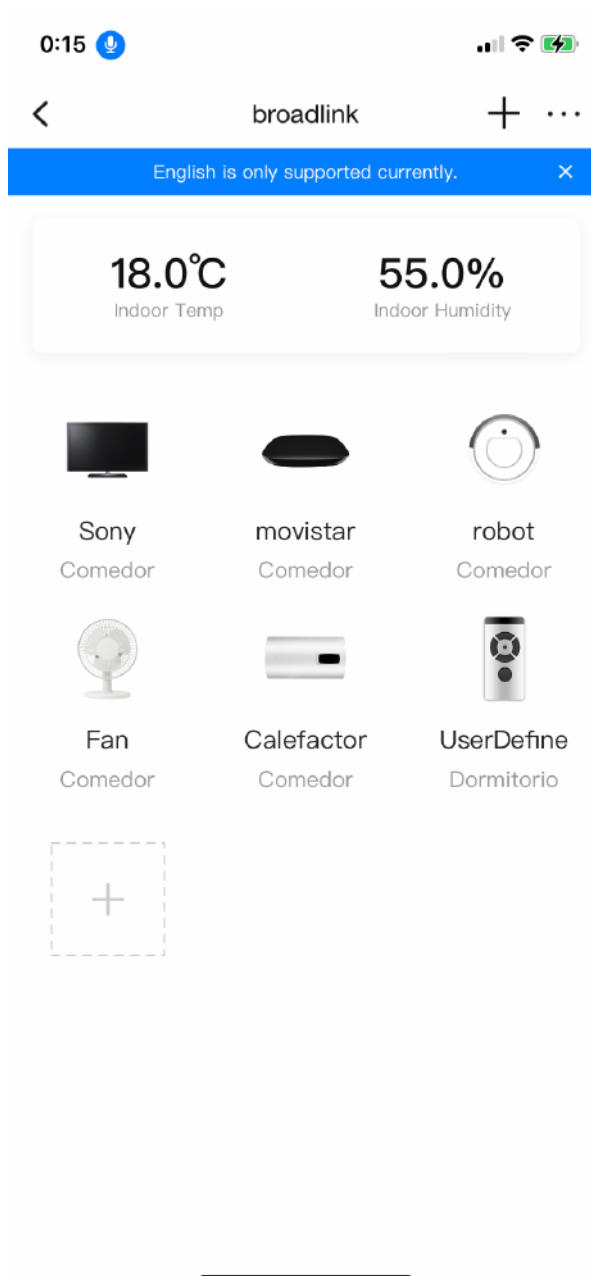 0:15
broadlink
English is only supported currently.
18.0℃ 55.0%
Indoor Temp Indoor Humidity
Sony movistar robot
Comedor Comedor Comedor
Fan Calefactor UserDefine
Comedor Comedor Dormitorio